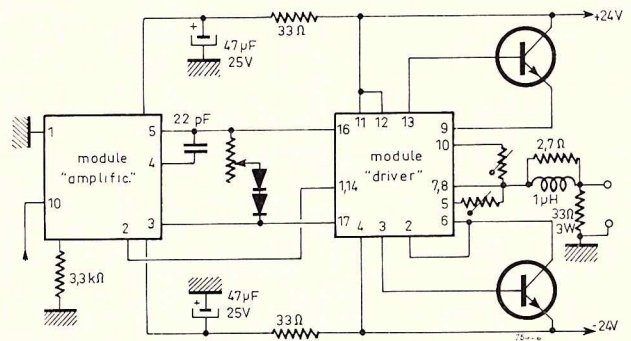 +24V
33Ω
+
47µF
25V
1
5
22 pF
16
11
12
13
9
10
module
"amplific."
4
module
"driver"
2,7Ω
1,14
7,8
1µH
10
5
33Ω
3W
2
3
17
4
3
2
6
3,3kΩ
+
47µF
25V
33Ω
-24V